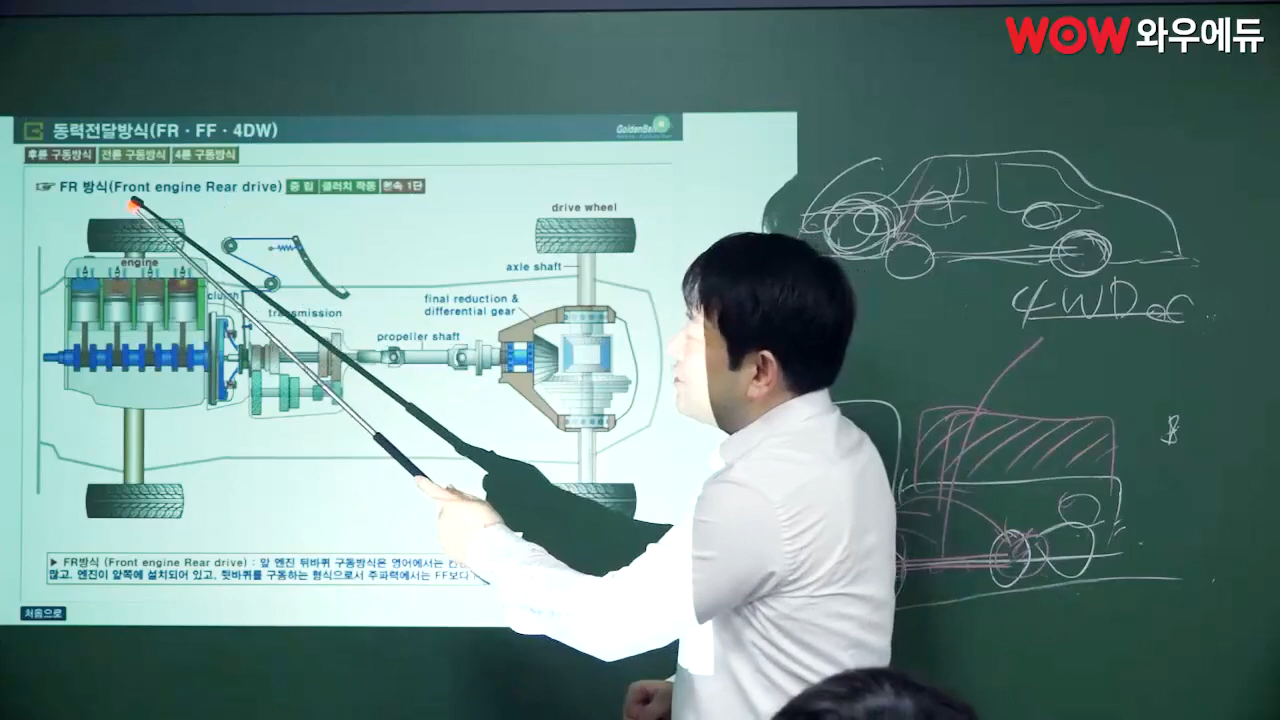 WOW와우에듀
동력전달방식(FR · FF · 4DW)
후륜 구동방식 전륜 구동방식 4륜 구동방식
FR 방식(Front engine Rear drive) 중 립 클러치 작동 변속 1단
drive wheel
engine
axle shaft
clutch
transmission
final reduction &
differential gear
propeller shaft
▶ FR방식 (Front engine Rear drive) : 앞 엔진 뒤바퀴 구동방식은 영어에서는
많고. 엔진이 앞쪽에 설치되어 있고, 뒷바퀴를 구동하는 형식으로서 주파력에서는 FF보다
처음으로
4WD